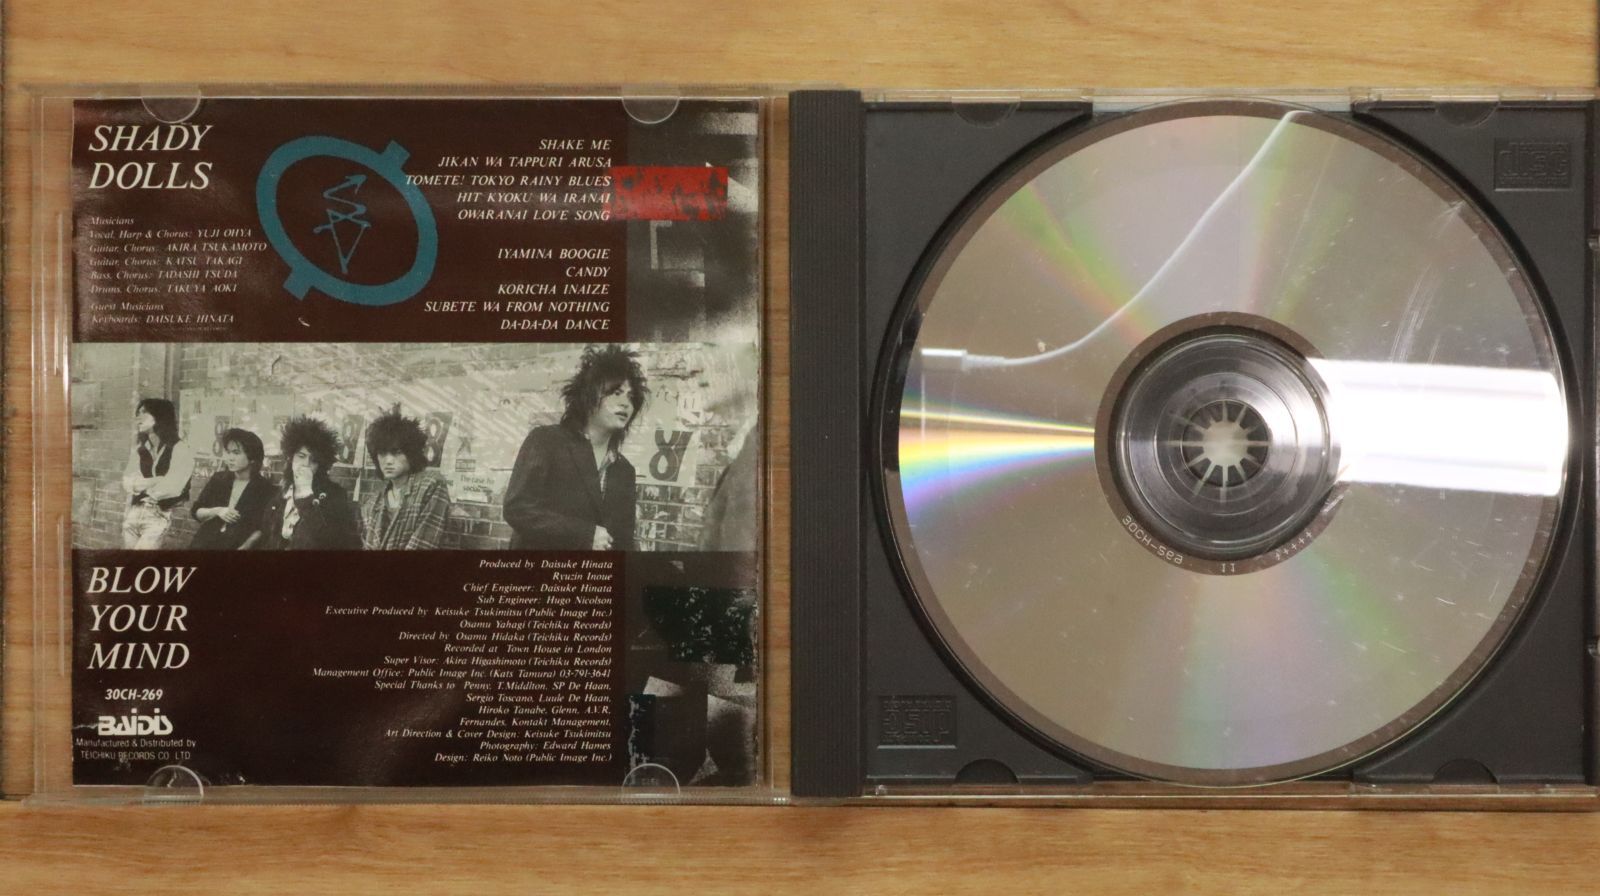 SHADY
DOLLS
Musicians
Vocal, Harp & Chorus: YUJI OHYA
Guitar, Chorus: AKIRA TSUKAMOTO
Guitar, Chorus: KATSU TAKAGI
Bass, Chorus: TADASHI TSUDA
Drums, Chorus: TAKUYA AOKI
Guest Musicians
Keyboards: DAISUKE HINATA
SHAKE ME
JIKAN WA TAPPURI ARUSA
TOMETE! TOKYO RAINY BLUES
HIT KYOKU WA IRANAI
OWARANAI LOVE SONG
IYAMINA BOOGIE
CANDY
KORICHA INAIZE
SUBETE WA FROM NOTHING
DA-DA-DA DANCE
The case for
BLOW
YOUR
MIND
30CH-269
BAIDIS
Manufactured & Distributed by
TEICHIKU RECORDS CO. LTD.
Produced by Daisuke Hinata
Ryuzin Inoue
Chief Engineer: Daisuke Hinata
Sub Engineer: Hugo Nicolson
Executive Produced by Keisuke Tsukimitsu (Public Image Inc.)
Osamu Yahagi (Teichiku Records)
Directed by Osamu Hidaka (Teichiku Records)
Recorded at Town House in London
Super Visor: Akira Higashimoto (Teichiku Records)
Management Office: Public Image Inc. (Kats Tamura) 03-791-3641
Special Thanks to Penny, T.Middlton, SP De Haan,
Sergio Toscano, Luule De Haan,
Hiroko Tanabe, Glenn, A.V.R,
Fernandes, Kontakt Management,
Art Direction & Cover Design: Keisuke Tsukimitsu
Photography: Edward Hames
Design: Reiko Noto (Public Image Inc.)
30CH-269
11
+++++